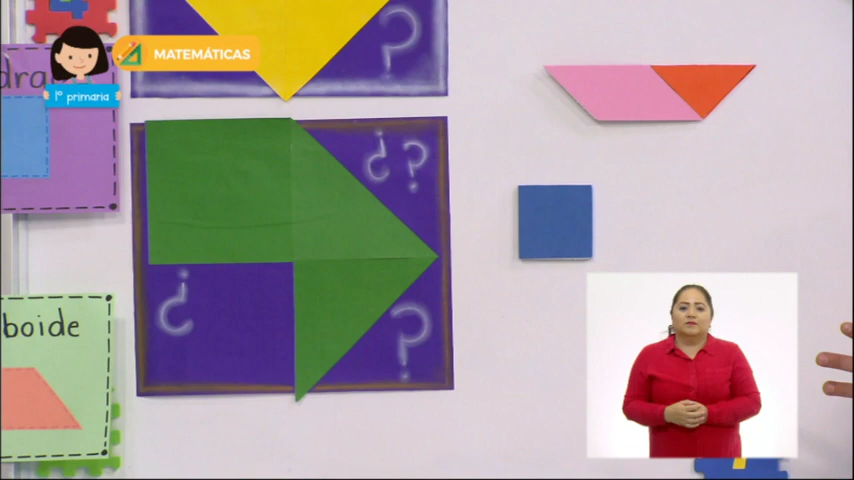 MATEMÁTICAS
1° primaria
?
¿?
¿
?
boide